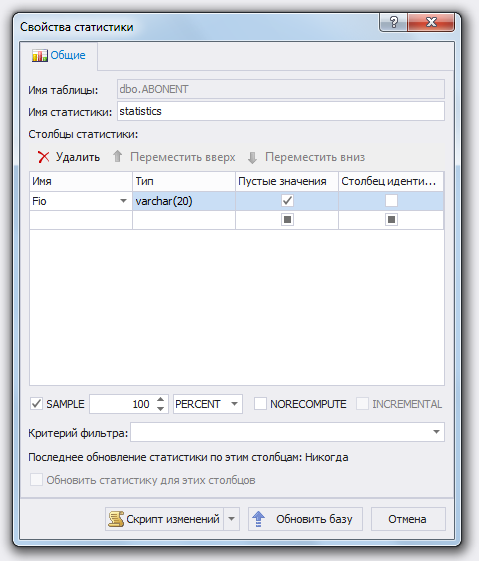 Свойства статистики
?
Общие
Имя таблицы: dbo.ABONENT
Имя статистики: statistics
Столбцы статистики:
Удалить Переместить вверх Переместить вниз
Имя Тип Пустые значения Столбец иденти...
Fio varchar(20)
SAMPLE 100 PERCENT NORECOMPUTE INCREMENTAL
Критерий фильтра:
Последнее обновление статистики по этим столбцам: Никогда
Обновить статистику для этих столбцов
Скрипт изменений Обновить базу Отмена